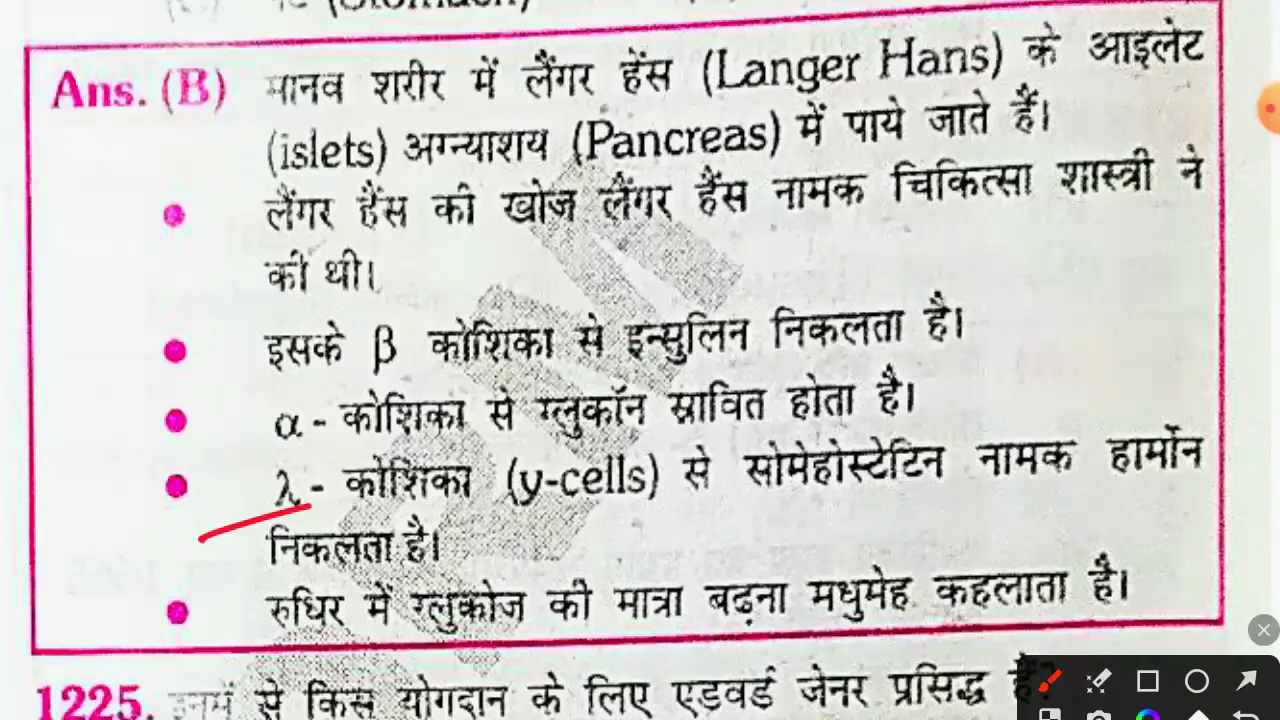 (Stomach)
Ans. (B) मानव शरीर में लैंगर हेंस (Langer Hans) के आइलेट
(islets) अग्न्याशय (Pancreas) में पाये जाते हैं।
● लैंगर हैंस की खोज लैंगर हैंस नामक चिकित्सा शास्त्री ने
की थी।
● इसके β कोशिका से इन्सुलिन निकलता है।
● α - कोशिका से ग्लुकॉन स्रावित होता है।
● λ - कोशिका (y-cells) से सोमेहोस्टेटिन नामक हार्मोन
निकलता है।
● रुधिर में ग्लुकोज की मात्रा बढ़ना मधुमेह कहलाता है।
1225. इनमें से किस योगदान के लिए एडवर्ड जेनर प्रसिद्ध हैं?